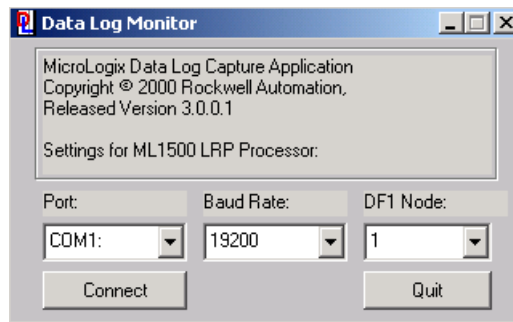 Data Log Monitor
MicroLogix Data Log Capture Application
Copyright © 2000 Rockwell Automation,
Released Version 3.0.0.1
Settings for ML1500 LRP Processor:
Port: Baud Rate: DF1 Node:
COM1: 19200 1
Connect Quit